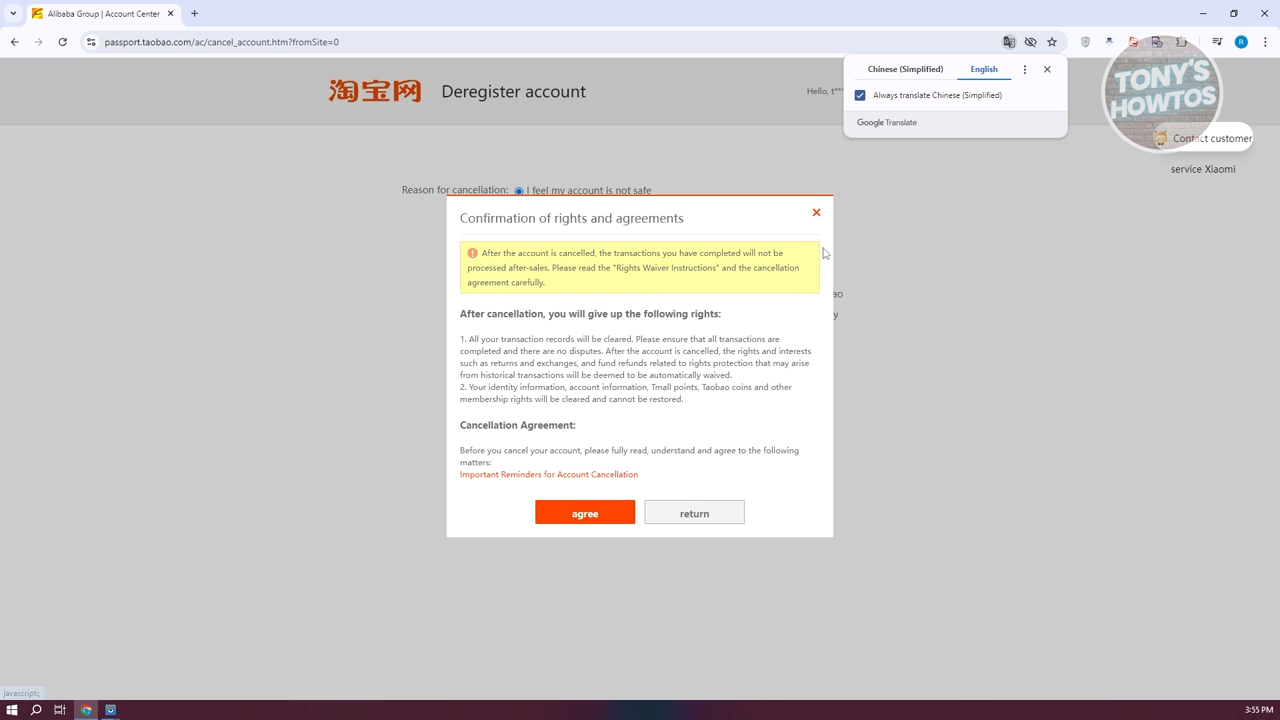 Alibaba Group | Account Center
passport.taobao.com/ac/cancel_account.htm?fromSite=0
R
Chinese (Simplified) English
Always translate Chinese (Simplified)
Google Translate
TONY'S
HOWTOS
淘宝网 Deregister account
Hello, t**
Contact customer
service Xiaomi
Reason for cancellation: I feel my account is not safe
Confirmation of rights and agreements
After the account is cancelled, the transactions you have completed will not be
processed after-sales. Please read the "Rights Waiver Instructions" and the cancellation
agreement carefully.
ao
y
After cancellation, you will give up the following rights:
1. All your transaction records will be cleared. Please ensure that all transactions are
completed and there are no disputes. After the account is cancelled, the rights and interests
such as returns and exchanges, and fund refunds related to rights protection that may arise
from historical transactions will be deemed to be automatically waived.
2. Your identity information, account information, Tmall points, Taobao coins and other
membership rights will be cleared and cannot be restored.
Cancellation Agreement:
Before you cancel your account, please fully read, understand and agree to the following
matters:
Important Reminders for Account Cancellation
agree return
javascript:;
3:55 PM